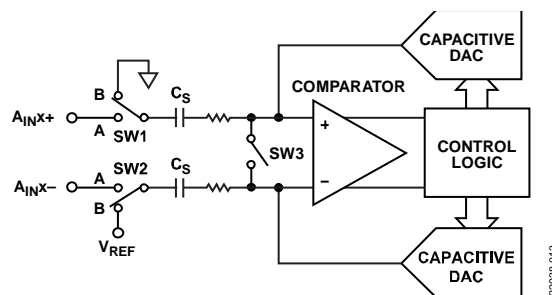 CAPACITIVE
DAC
COMPARATOR
B
CS
AINX+
A
SW1
+
SW3
CONTROL
LOGIC
SW2
CS
AINX–
A
B
–
VREF
CAPACITIVE
DAC